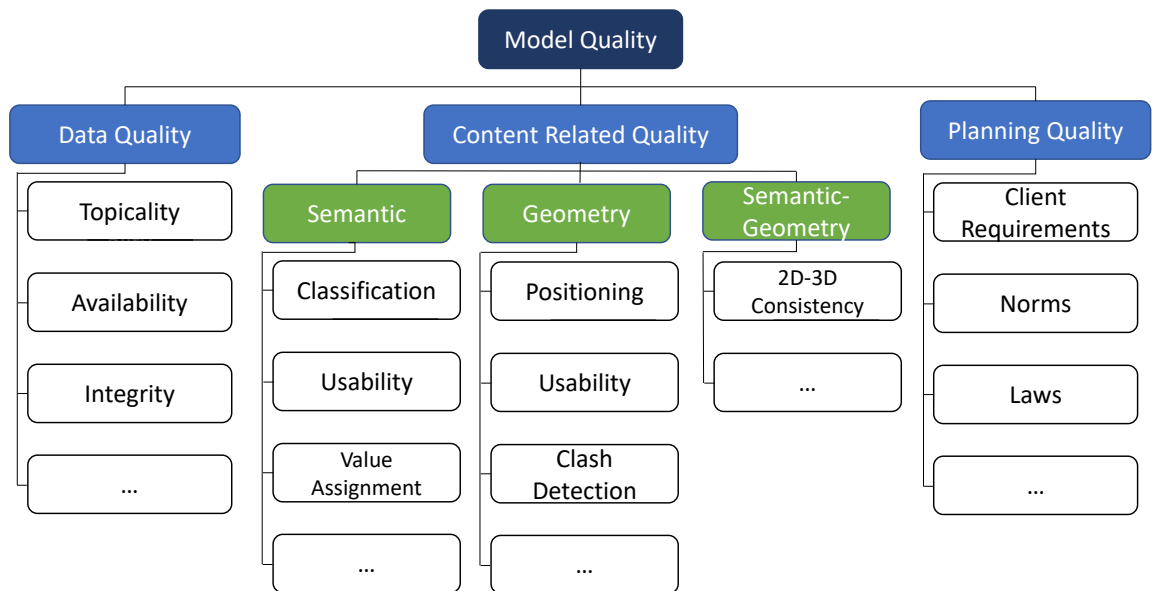 Model Quality
Data Quality
Topicality
Availability
Integrity
...
Content Related Quality
Semantic
Classification
Usability
Value
Assignment
...
Geometry
Positioning
Usability
Clash
Detection
...
Semantic-
Geometry
2D-3D
Consistency
...
Planning Quality
Client
Requirements
Norms
Laws
...